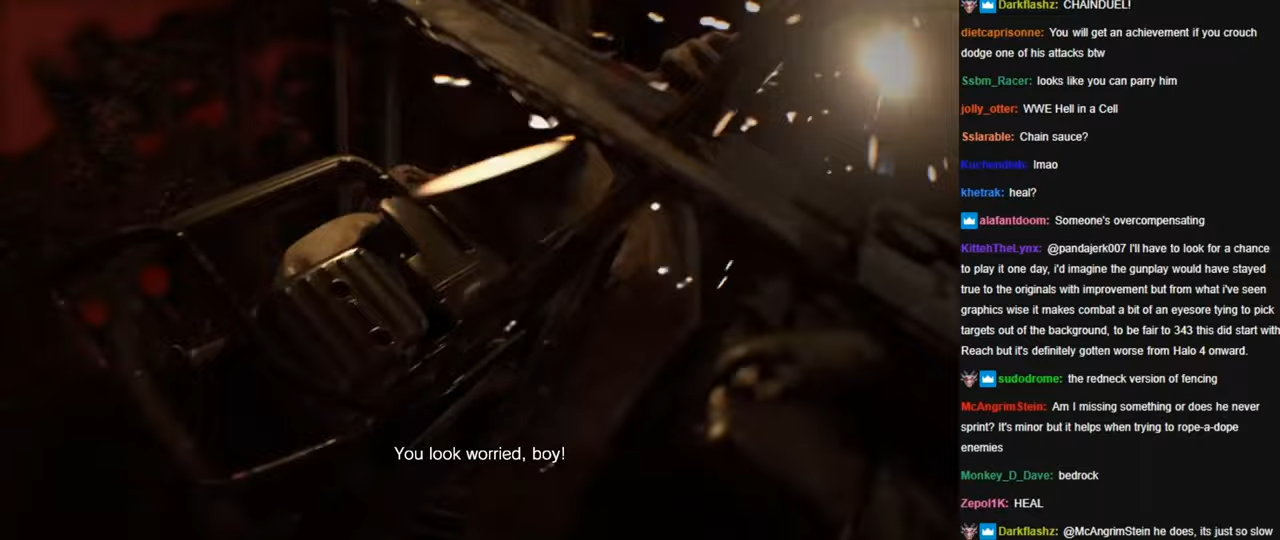 You look worried, boy!
Darkflashz: CHAINDUEL!
dietcaprisonne: You will get an achievement if you crouch
dodge one of his attacks btw
Ssbm_Racer: looks like you can parry him
jolly_otter: WWE Hell in a Cell
Sslarable: Chain sauce?
Kuchendieb: lmao
khetrak: heal?
alafantdoom: Someone's overcompensating
KittehTheLynx: @pandajerk007 I'll have to look for a chance
to play it one day, i'd imagine the gunplay would have stayed
true to the originals with improvement but from what i've seen
graphics wise it makes combat a bit of an eyesore tying to pick
targets out of the background, to be fair to 343 this did start with
Reach but it's definitely gotten worse from Halo 4 onward.
sudodrome: the redneck version of fencing
McAngrimStein: Am I missing something or does he never
sprint? It's minor but it helps when trying to rope-a-dope
enemies
Monkey_D_Dave: bedrock
Zepol1K: HEAL
Darkflashz: @McAngrimStein he does, its just so slow